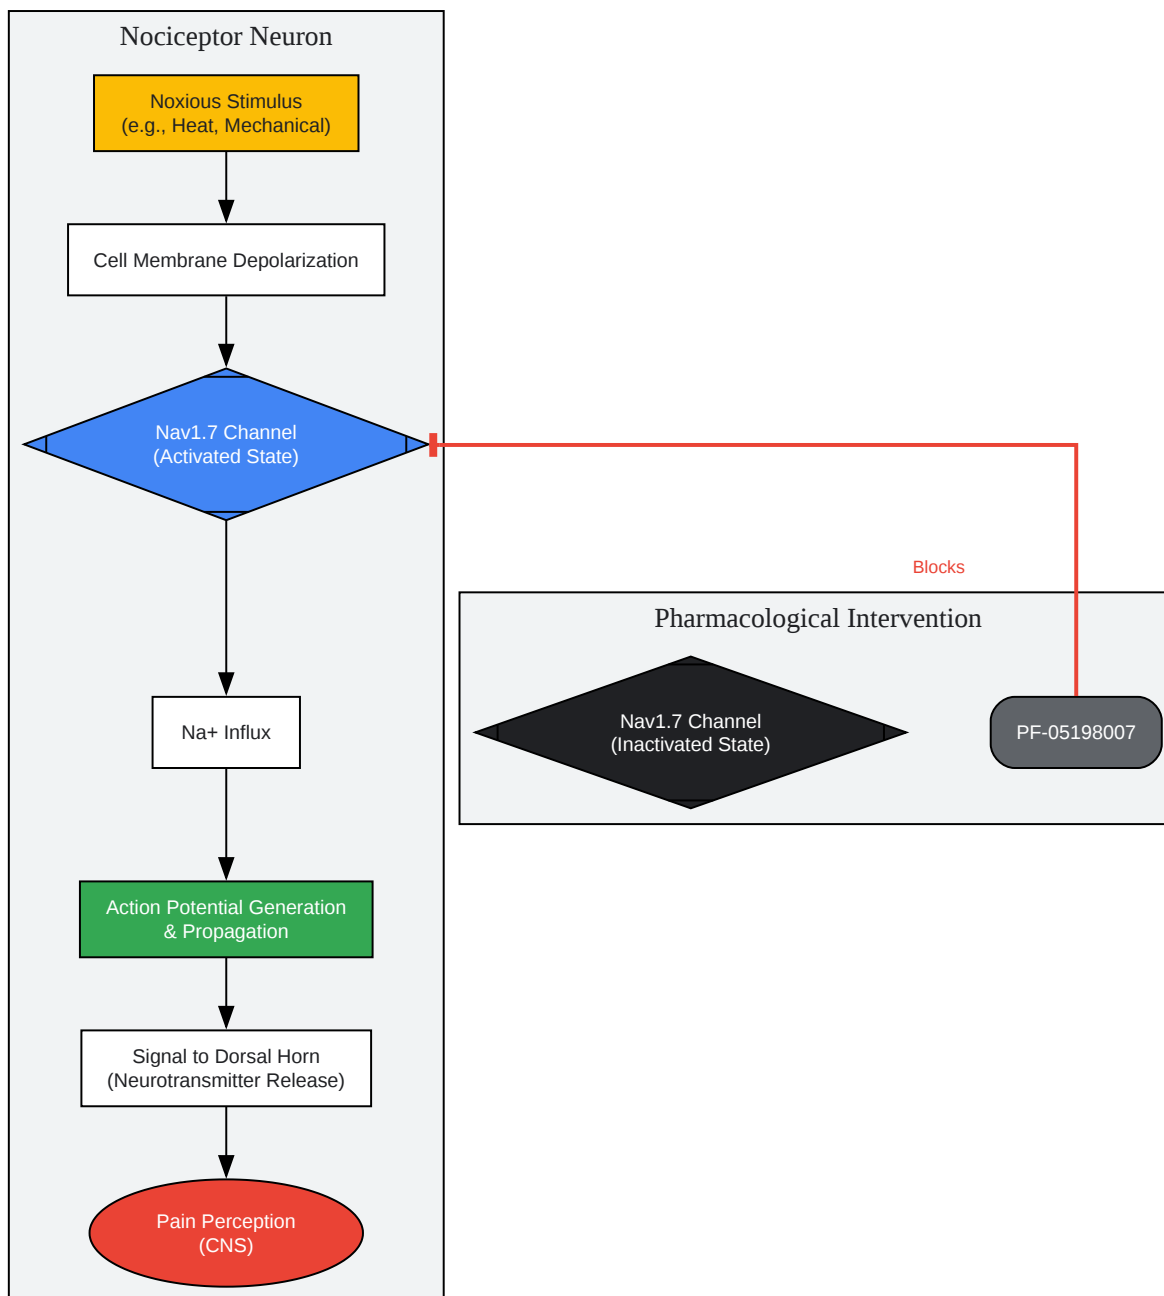 Nociceptor Neuron
Noxious Stimulus
(e.g., Heat, Mechanical)
Cell Membrane Depolarization
Nav1.7 Channel
(Activated State)
Blocks
Pharmacological Intervention
Nav1.7 Channel
(Inactivated State)
PF-05198007
Na+ Influx
Action Potential Generation
& Propagation
Signal to Dorsal Horn
(Neurotransmitter Release)
Pain Perception
(CNS)